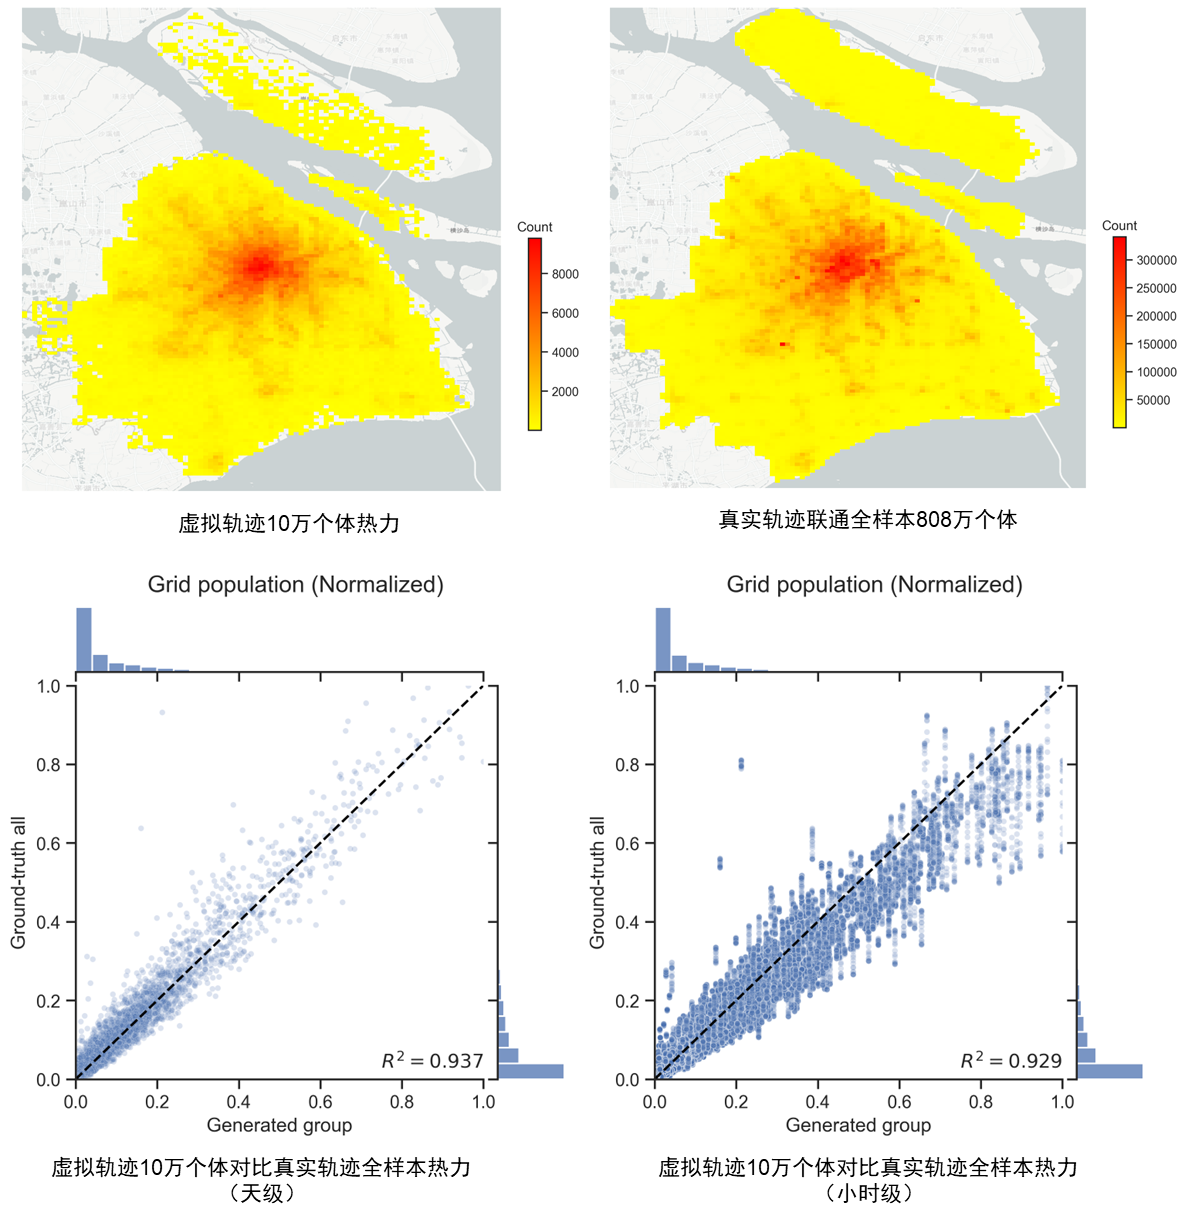 启东市
Count
8000
6000
4000
2000
虚拟轨迹10万个体热力
启东市
Count
300000
250000
200000
150000
100000
50000
真实轨迹联通全样本808万个体
Grid population (Normalized)
1.0
0.8
0.6
0.4
0.2
0.0
Ground-truth all
R² = 0.937
0.0 0.2 0.4 0.6 0.8 1.0
Generated group
虚拟轨迹10万个体对比真实轨迹全样本热力
（天级）
Grid population (Normalized)
1.0
0.8
0.6
0.4
0.2
0.0
Ground-truth all
R² = 0.929
0.0 0.2 0.4 0.6 0.8 1.0
Generated group
虚拟轨迹10万个体对比真实轨迹全样本热力
（小时级）